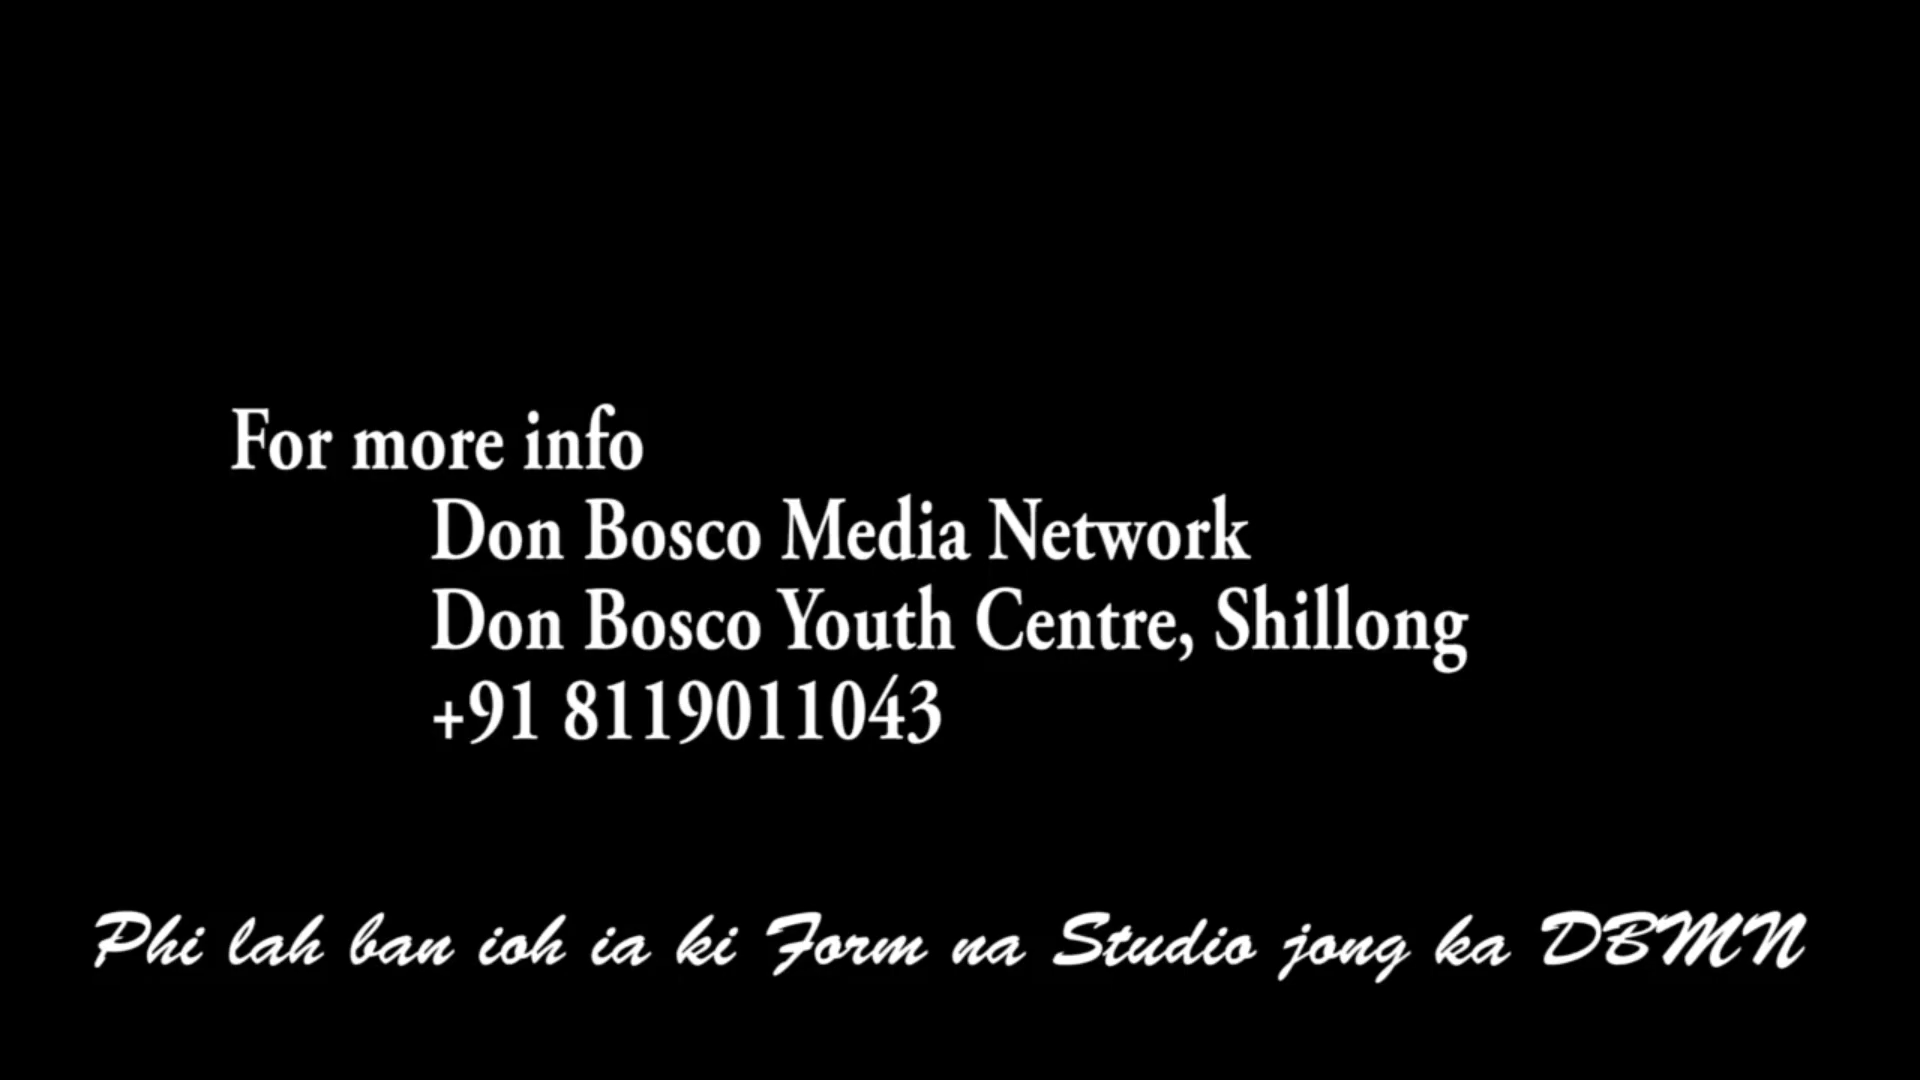 For more info
Don Bosco Media Network
Don Bosco Youth Centre, Shillong
+91 8119011043
Phi lah ban ioh ia ki Form na Studio jong ka DBMN